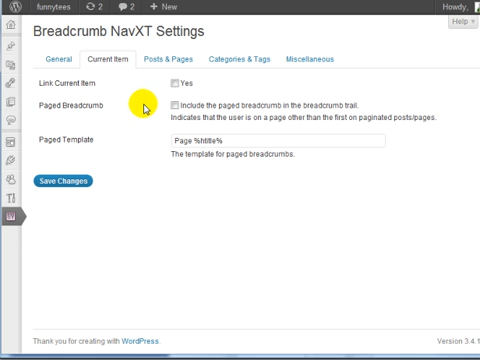 funnytees 2 2 New Howdy,
Help
Breadcrumb NavXT Settings
General Current Item Posts & Pages Categories & Tags Miscellaneous
Link Current Item Yes
Paged Breadcrumb Include the paged breadcrumb in the breadcrumb trail.
Indicates that the user is on a page other than the first on paginated posts/pages.
Paged Template Page %htitle%
The template for paged breadcrumbs.
Save Changes
Thank you for creating with WordPress. Version 3.4.1